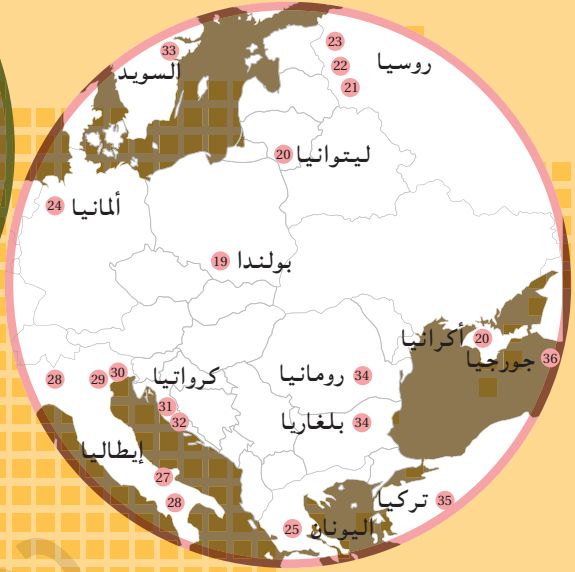 33
السويد
23
22
21
روسيا
ليتوانيا 20
24 ألمانيا
بولندا 19
أكرانيا 20
جورجيا 36
28
29
30
كرواتيا
31
32
رومانيا 34
بلغاريا 34
إيطاليا
27
28
تركيا 35
اليونان 25